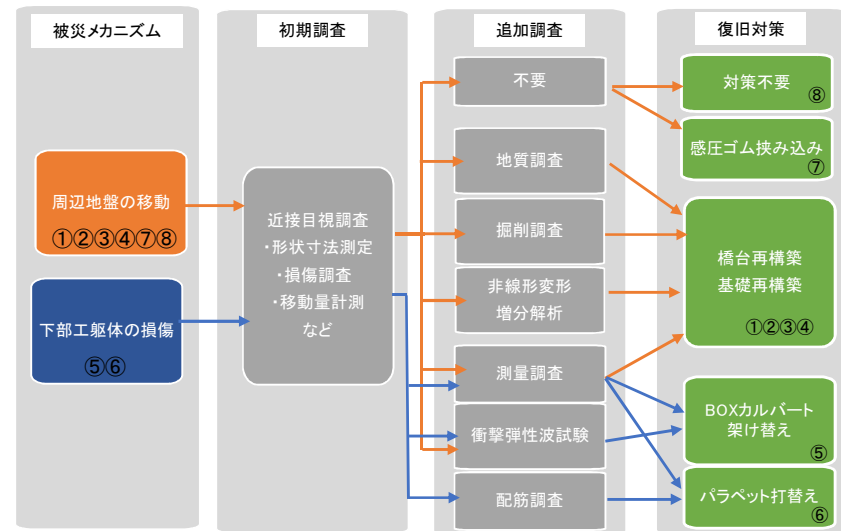 被災メカニズム
初期調査
追加調査
復旧対策
周辺地盤の移動
①②③④⑦⑧
下部工躯体の損傷
⑤⑥
近接目視調査
・形状寸法測定
・損傷調査
・移動量計測
など
不要
地質調査
掘削調査
非線形変形
増分解析
測量調査
衝撃弾性波試験
配筋調査
対策不要
⑧
感圧ゴム挟み込み
⑦
橋台再構築
基礎再構築
①②③④
BOXカルバート
架け替え
⑤
パラペット打替え
⑥